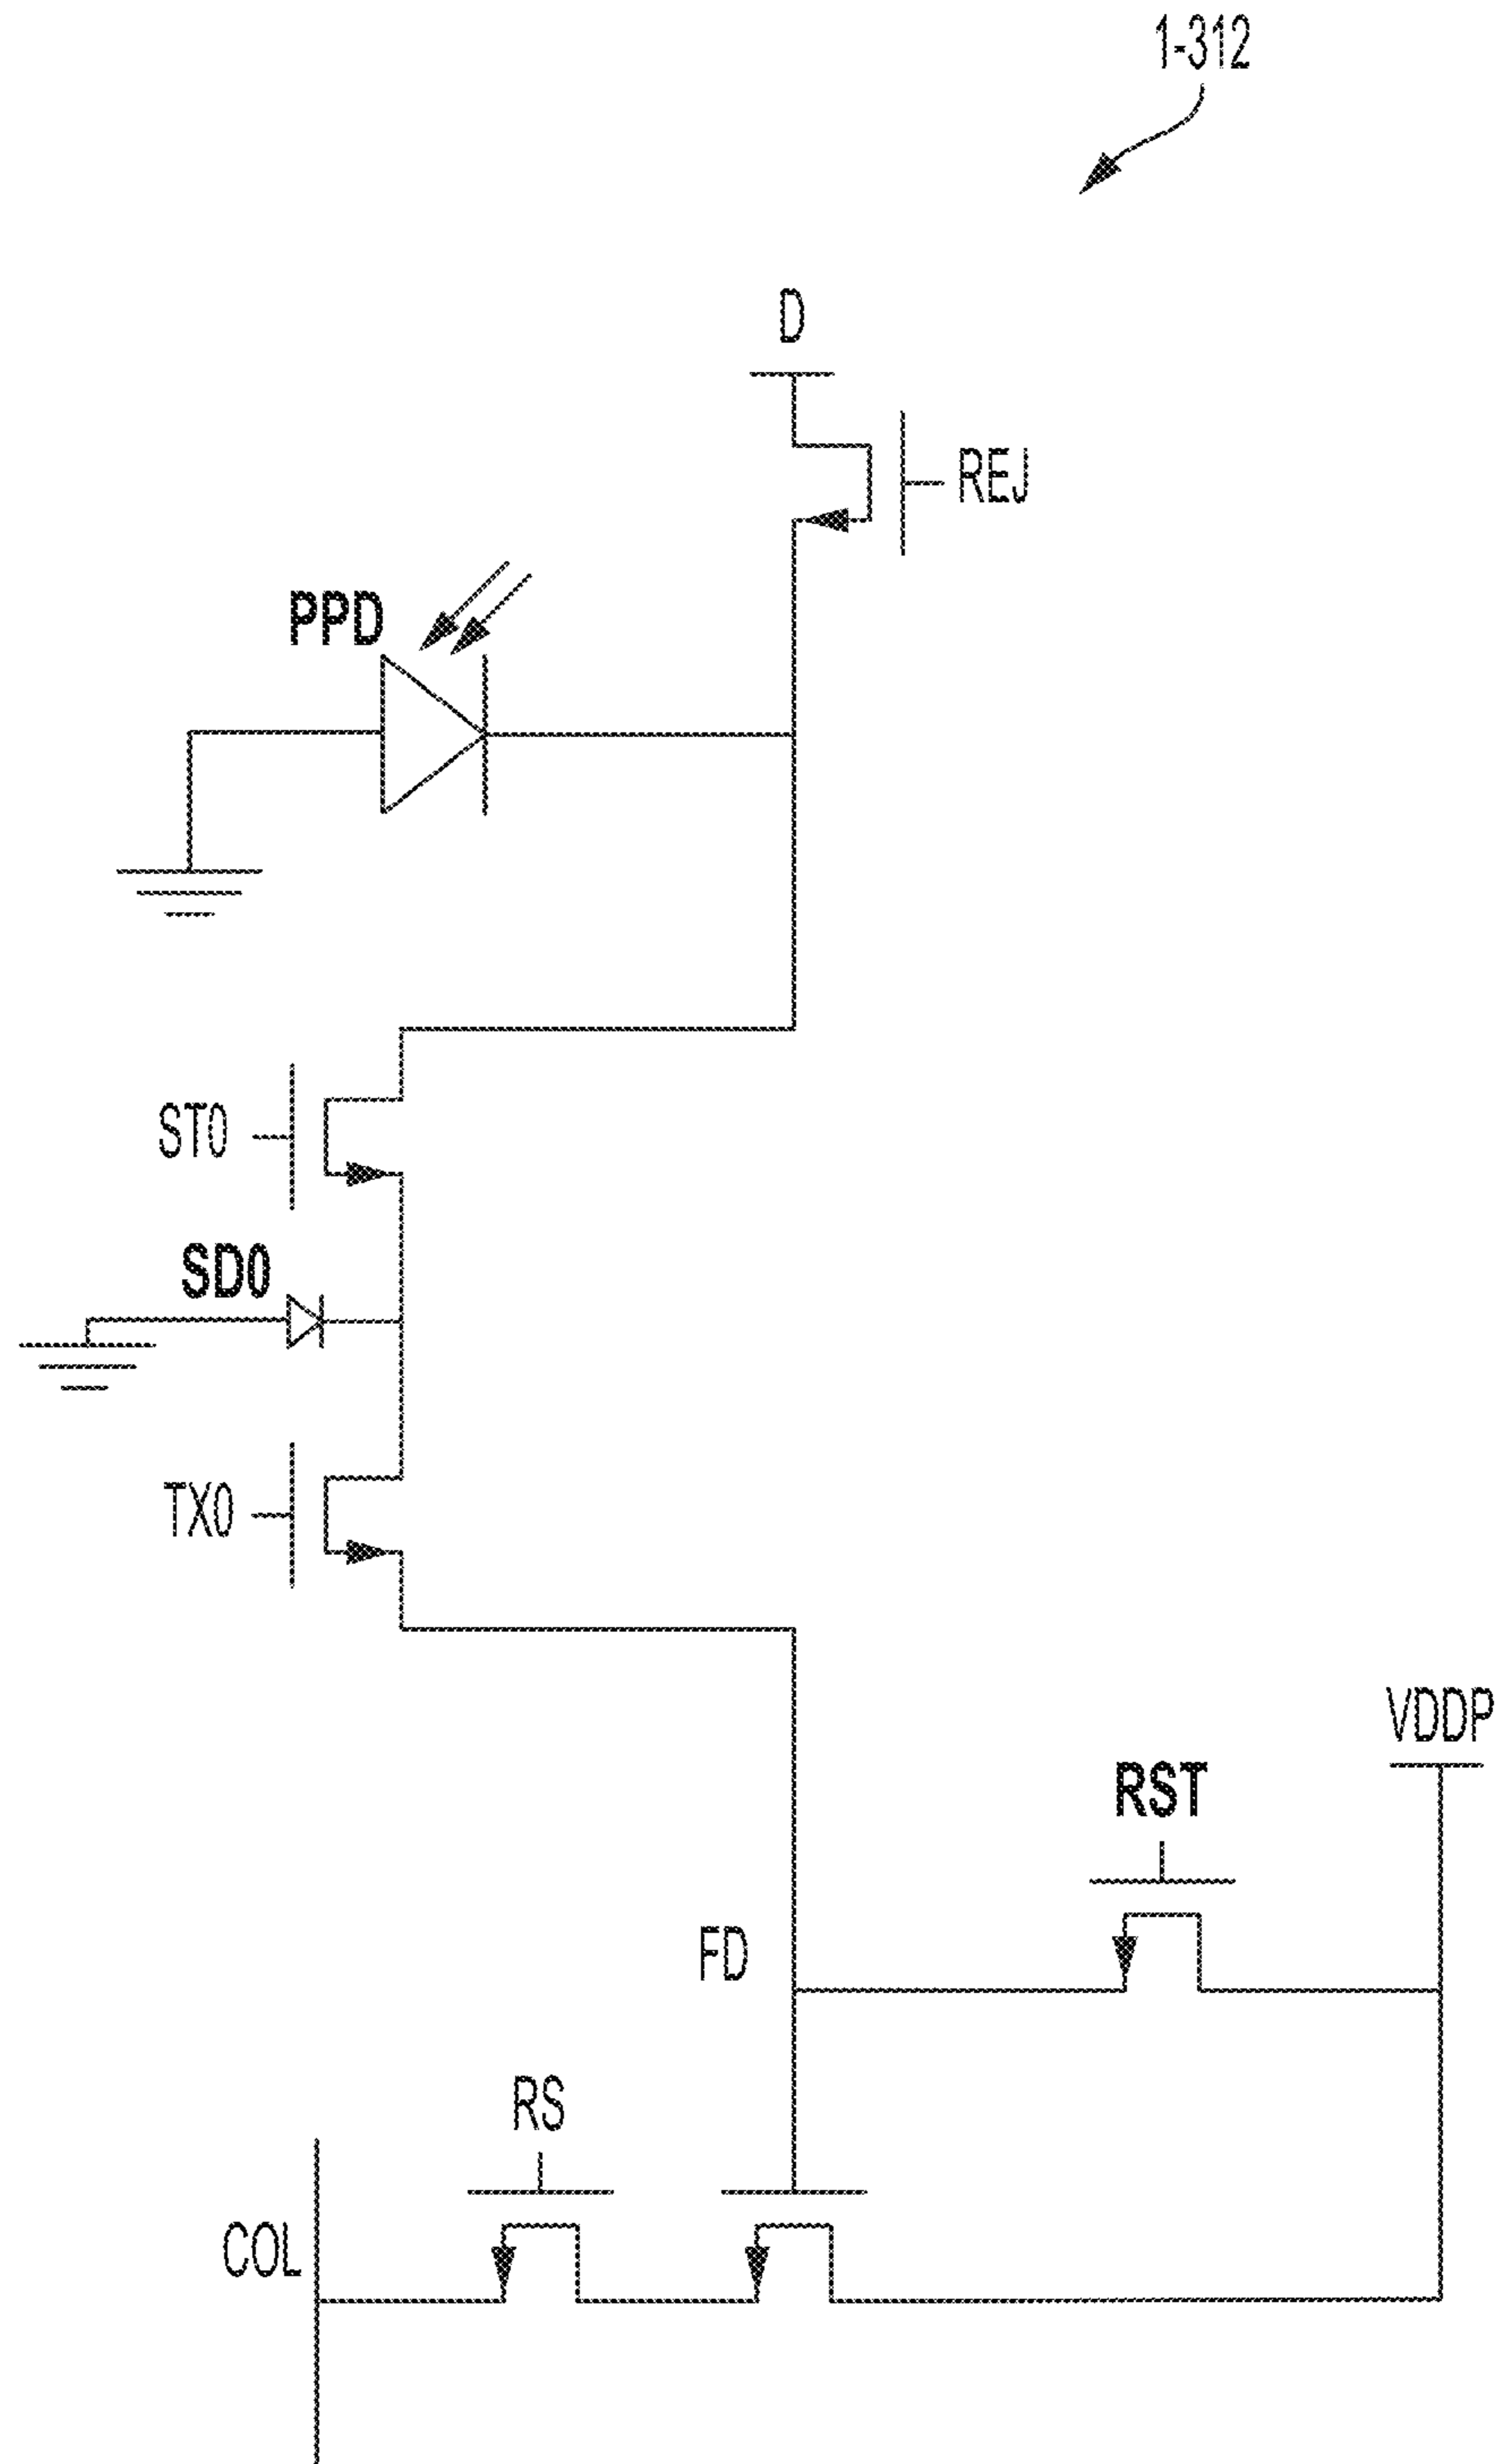 1-312
D
REJ
PPD
ST0
SD0
TX0
VDDP
RST
FD
RS
COL